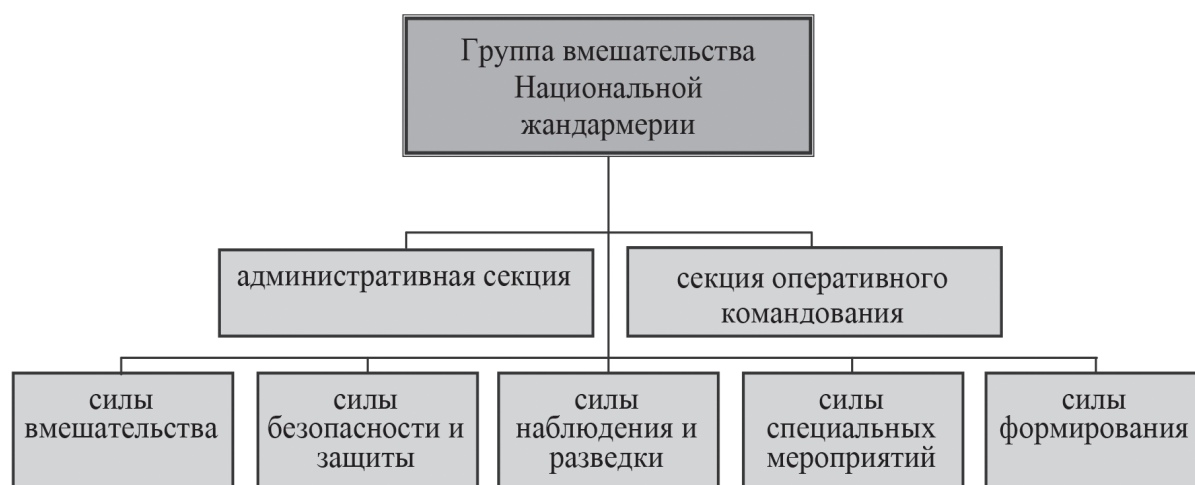 Группа вмешательства
Национальной
жандармерии
административная секция
секция оперативного
командования
силы
вмешательства
силы
безопасности и
защиты
силы
наблюдения и
разведки
силы
специальных
мероприятий
силы
формирования